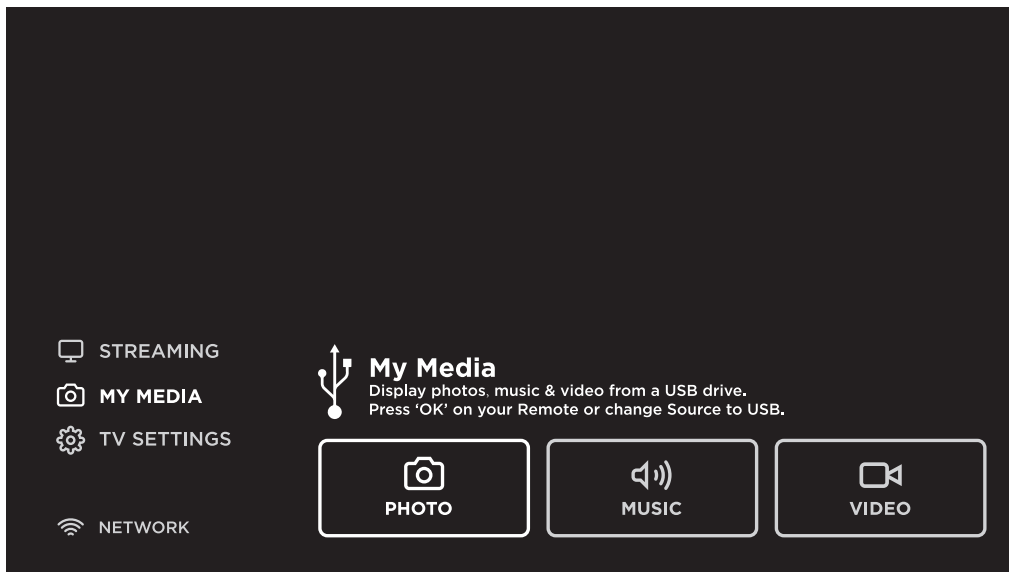 STREAMING
MY MEDIA
TV SETTINGS
NETWORK
My Media
Display photos, music & video from a USB drive.
Press ‘OK’ on your Remote or change Source to USB.
PHOTO
MUSIC
VIDEO